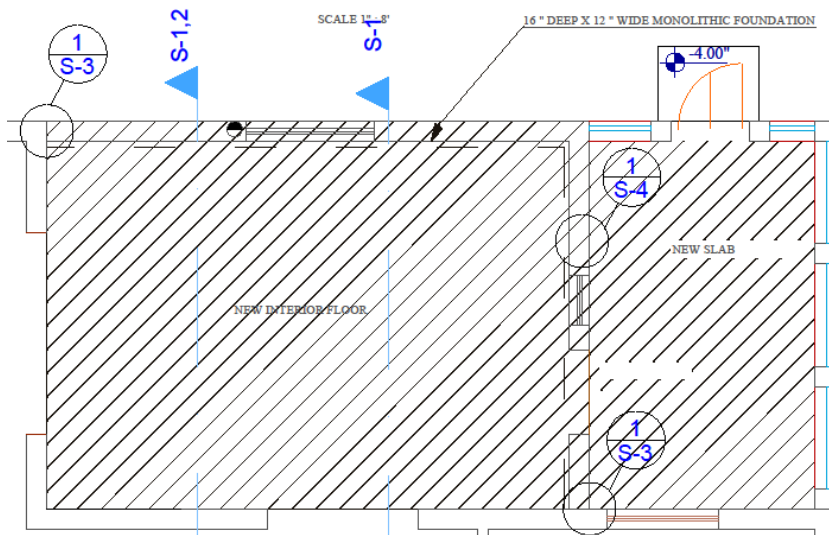 SCALE 1" : 8'
16 " DEEP X 12 " WIDE MONOLITHIC FOUNDATION
S-1,2
S-1
1
S-3
-4.00"
1
S-4
NEW SLAB
NEW INTERIOR FLOOR
1
S-3